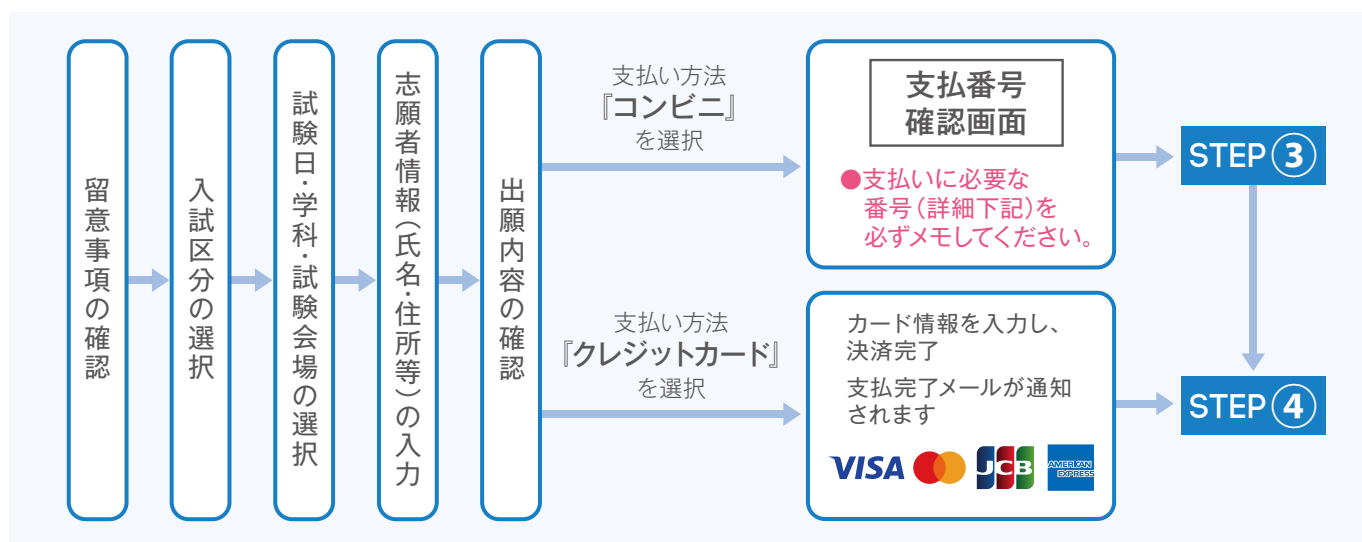 留意事項の確認
入試区分の選択
試験日・学科・試験会場の選択
志願者情報(氏名・住所等)の入力
出願内容の確認
支払い方法
『コンビニ』
を選択
支払番号
確認画面
●支払いに必要な
番号(詳細下記)を
必ずメモしてください。
STEP③
支払い方法
『クレジットカード』
を選択
カード情報を入力し、
決済完了
支払完了メールが通知
されます
VISA
JCB
AMERICAN
EXPRESS
STEP④